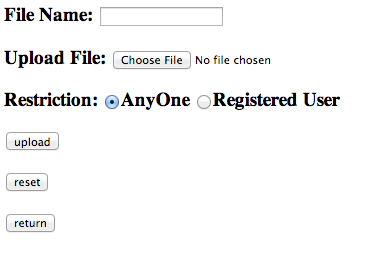 File Name:
Upload File: Choose File No file chosen
Restriction: AnyOne Registered User
upload
reset
return